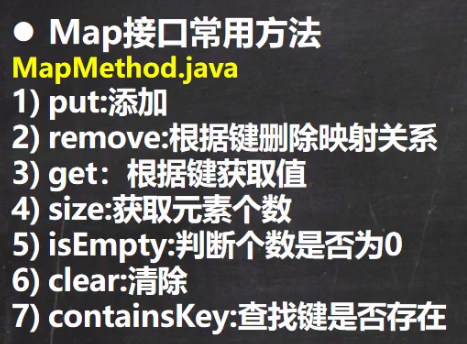 ● Map接口常用方法
MapMethod.java
1) put:添加
2) remove:根据键删除映射关系
3) get：根据键获取值
4) size:获取元素个数
5) isEmpty:判断个数是否为0
6) clear:清除
7) containsKey:查找键是否存在